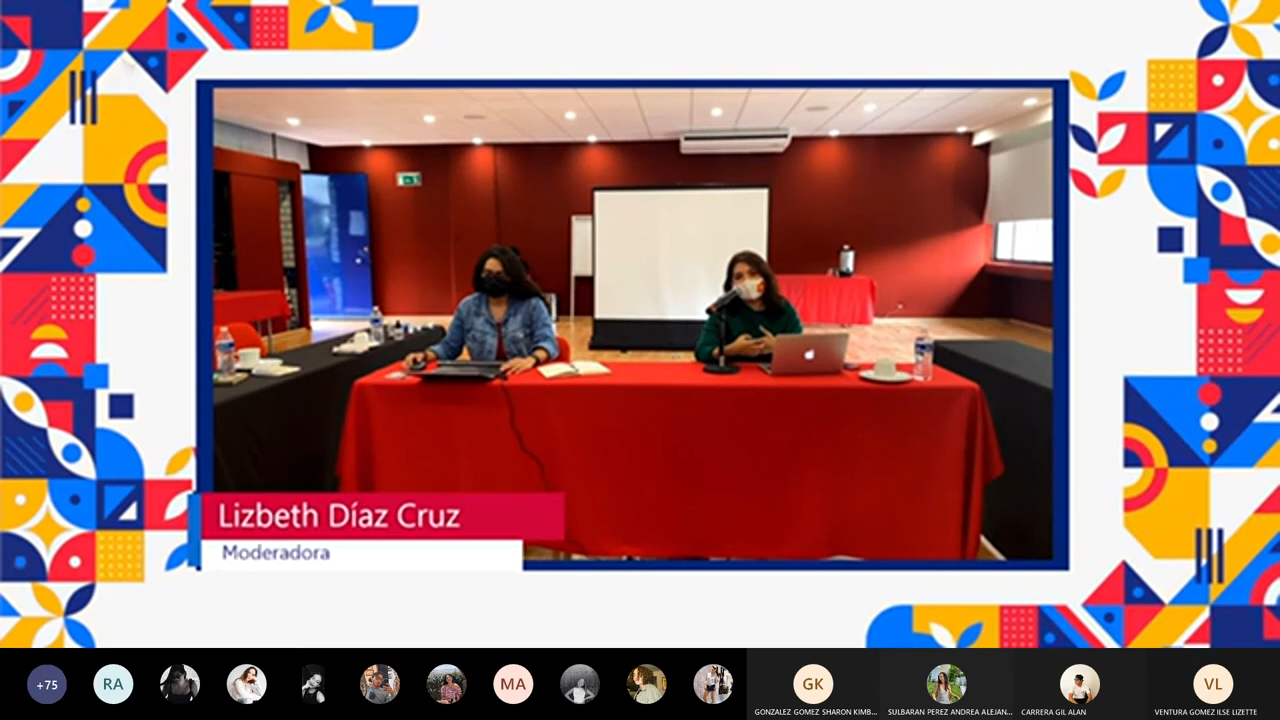 Lizbeth Díaz Cruz
Moderadora
+75
RA
MA
GK
VL
GONZALEZ GOMEZ SHARON KIMB...
SULBARAN PEREZ ANDREA ALEJAN...
CARRERA GIL ALAN
VENTURA GOMEZ ILSE LIZETTE